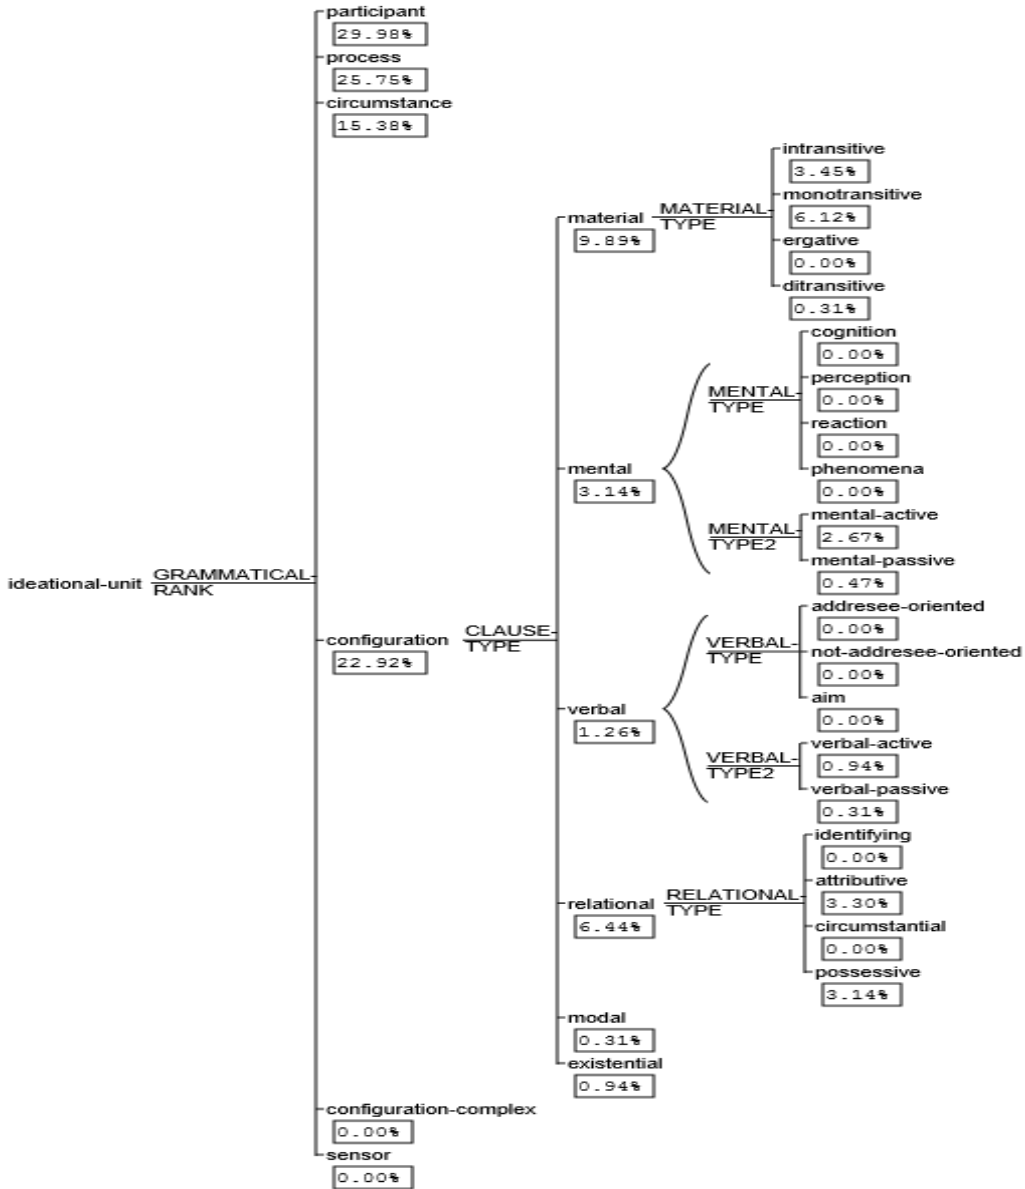 participant
29.98%
process
25.75%
circumstance
15.38%
intransitive
3.45%
material MATERIAL- monotransitive
9.89% TYPE 6.12%
ergative
0.00%
ditransitive
0.31%
cognition
0.00%
MENTAL- perception
TYPE 0.00%
reaction
0.00%
mental phenomena
3.14% 0.00%
MENTAL- mental-active
TYPE2 2.67%
mental-passive
0.47%
ideational-unit GRAMMATICAL-
RANK
addresee-oriented
0.00%
configuration CLAUSE- VERBAL- not-addresee-oriented
22.92% TYPE TYPE 0.00%
aim
0.00%
verbal
1.26%
VERBAL- verbal-active
TYPE2 0.94%
verbal-passive
0.31%
identifying
0.00%
relational RELATIONAL- attributive
6.44% TYPE 3.30%
circumstantial
0.00%
possessive
3.14%
modal
0.31%
existential
0.94%
configuration-complex
0.00%
sensor
0.00%